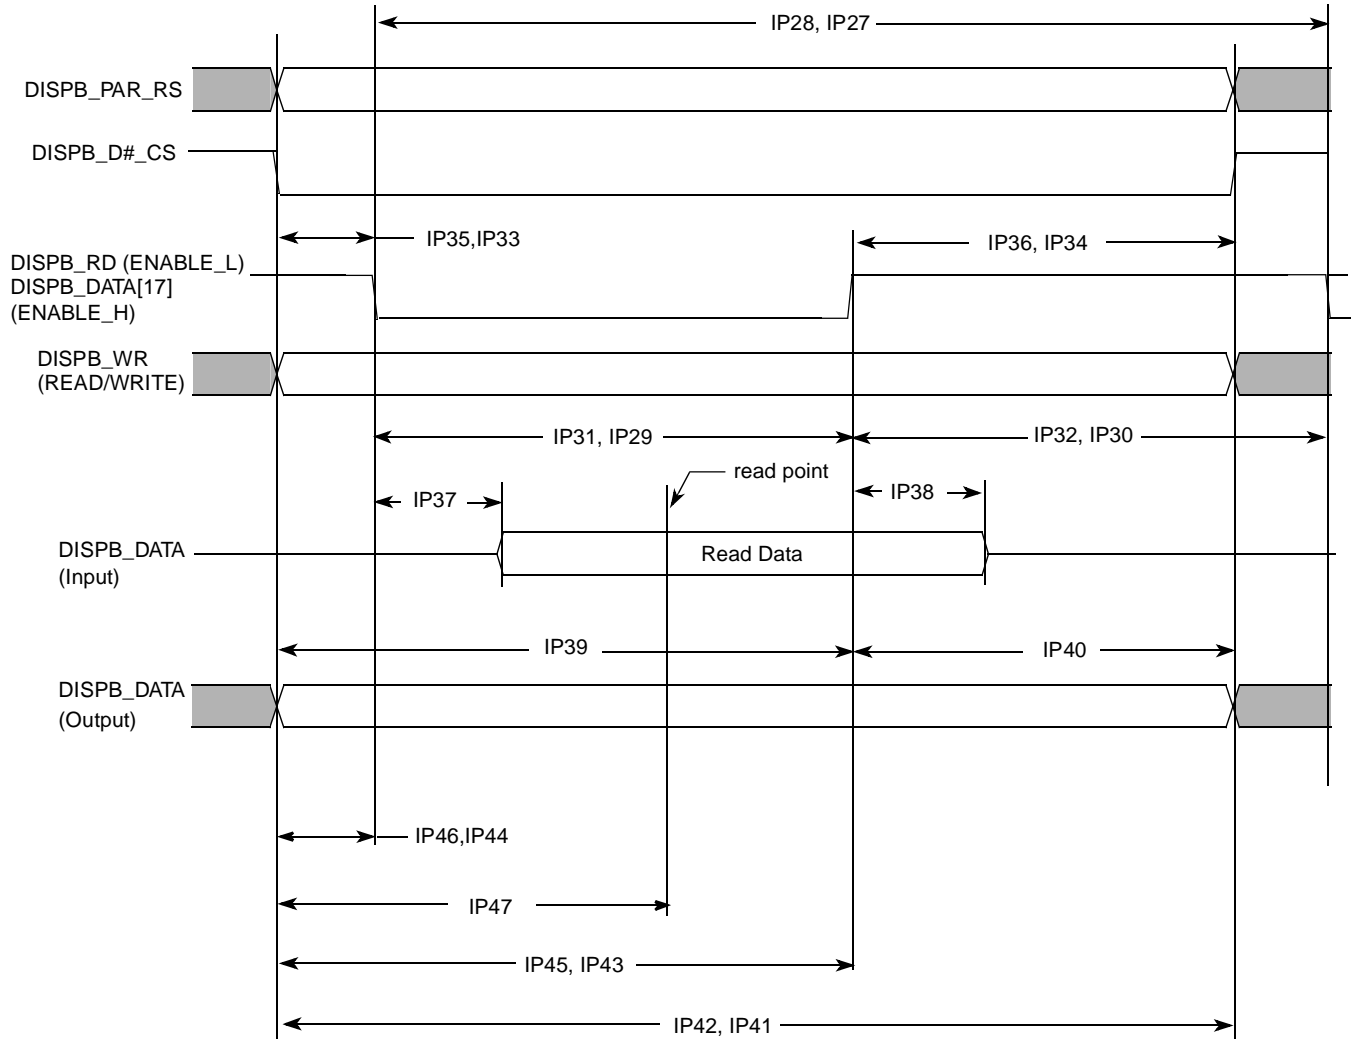 IP28, IP27
DISPB_PAR_RS
DISPB_D#_CS
IP35,IP33
IP36, IP34
DISPB_RD (ENABLE_L)
DISPB_DATA[17]
(ENABLE_H)
DISPB_WR
(READ/WRITE)
IP31, IP29
IP32, IP30
read point
IP37
IP38
DISPB_DATA
(Input)
Read Data
IP39
IP40
DISPB_DATA
(Output)
IP46,IP44
IP47
IP45, IP43
IP42, IP41